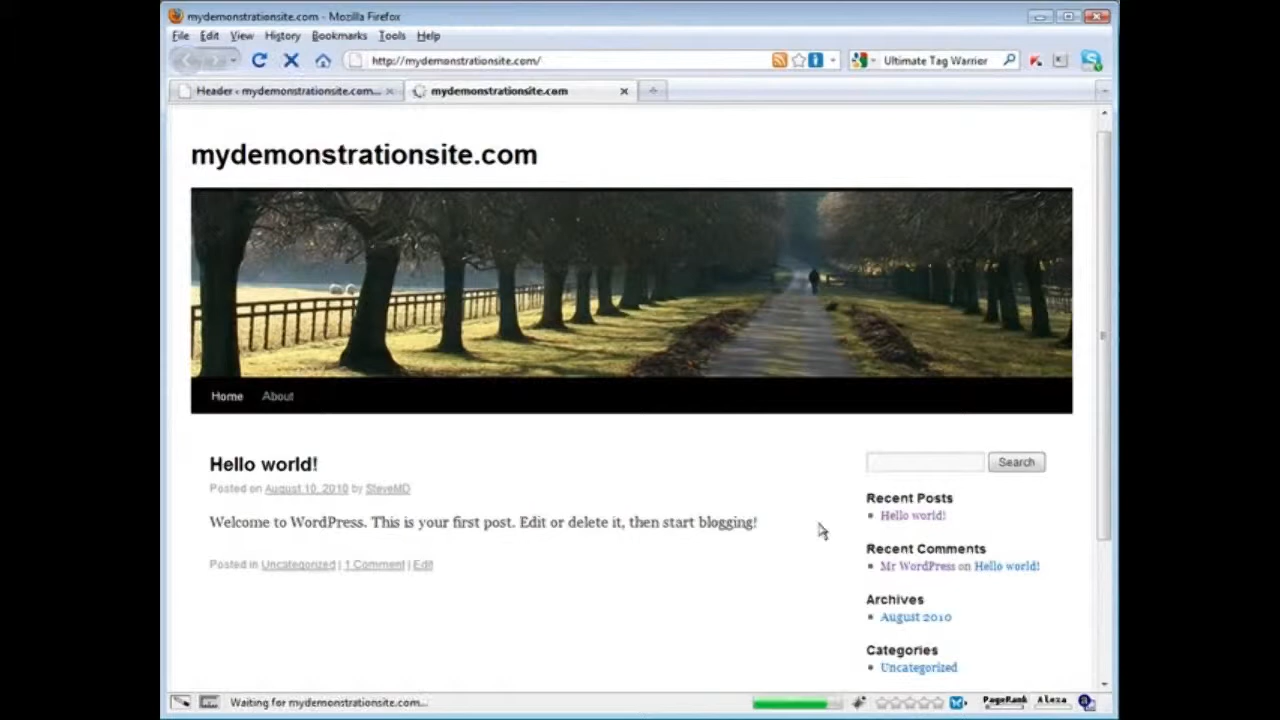 mydemonstrationsite.com - Mozilla Firefox
File Edit View History Bookmarks Tools Help
http://mydemonstrationsite.com/ Ultimate Tag Warrior
Header ‹ mydemonstrationsite.com... mydemonstrationsite.com
mydemonstrationsite.com
Home About
Hello world!
Posted on August 10, 2010 by SteveMD
Welcome to WordPress. This is your first post. Edit or delete it, then start blogging!
Posted in Uncategorized | 1 Comment | Edit
Search
Recent Posts
Hello world!
Recent Comments
Mr WordPress on Hello world!
Archives
August 2010
Categories
Uncategorized
Waiting for mydemonstrationsite.com... PageRank Alexa